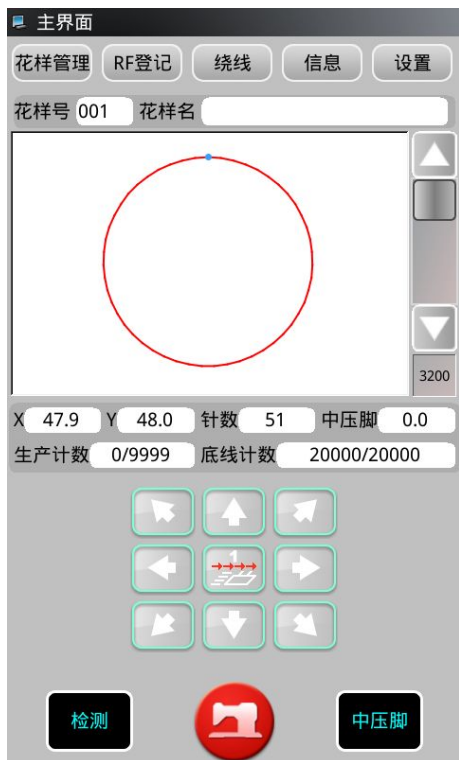 主界面
花样管理 RF登记 绕线 信息 设置
花样号 001 花样名
3200
X 47.9 Y 48.0 针数 51 中压脚 0.0
生产计数 0/9999 底线计数 20000/20000
1
检测 中压脚